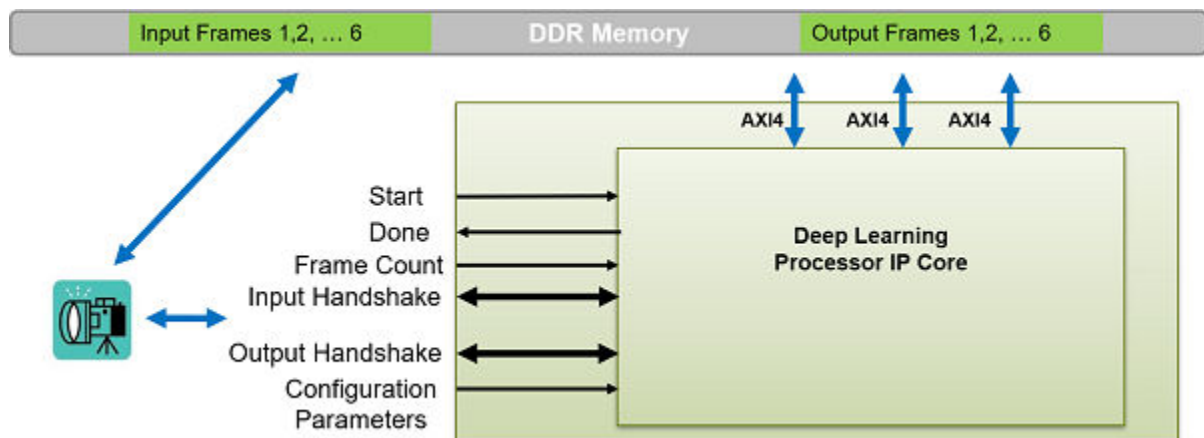 Input Frames 1,2, … 6
DDR Memory
Output Frames 1,2, … 6
AXI4
AXI4
AXI4
Start
Done
Frame Count
Input Handshake
Output Handshake
Configuration
Parameters
Deep Learning
Processor IP Core